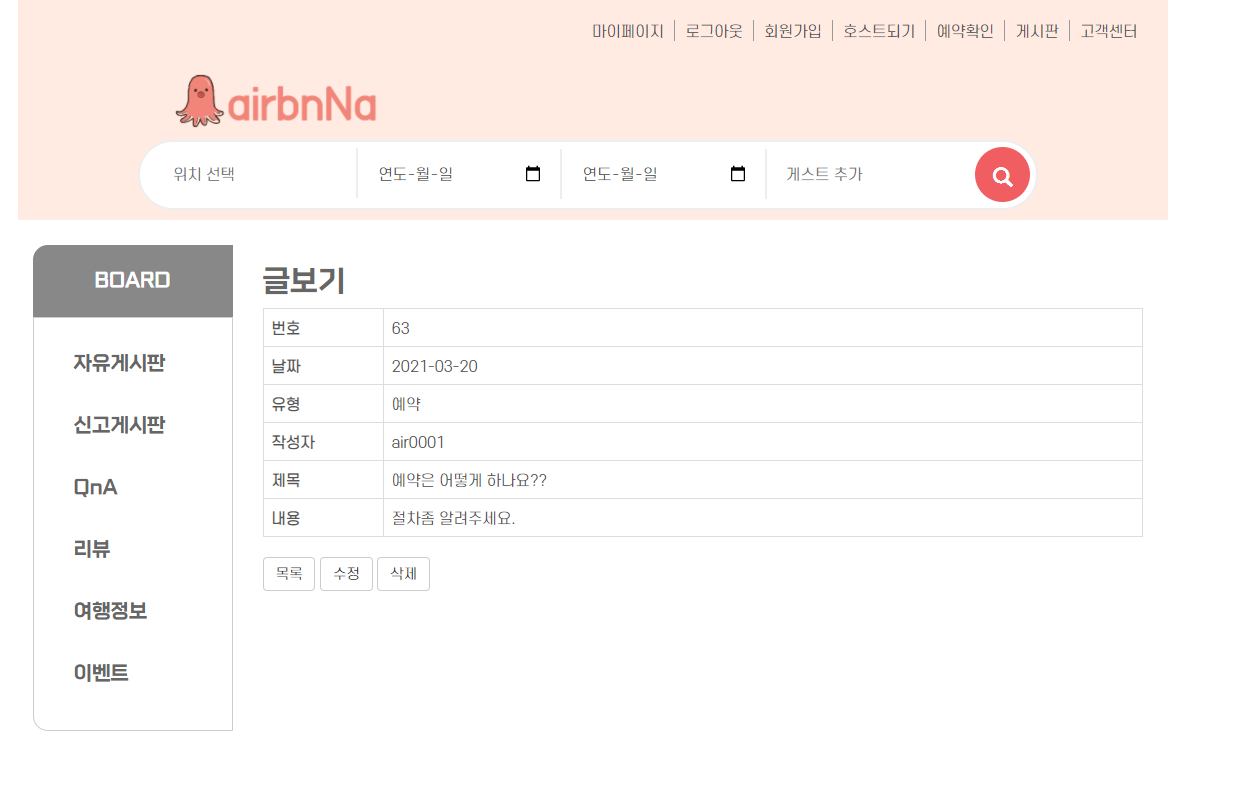 마이페이지 로그아웃 회원가입 호스트되기 예약확인 게시판 고객센터
airbnNa
위치 선택 연도-월-일 연도-월-일 게스트 추가
BOARD
자유게시판
신고게시판
QnA
리뷰
여행정보
이벤트
글보기
번호 63
날짜 2021-03-20
유형 예약
작성자 air0001
제목 예약은 어떻게 하나요??
내용 절차좀 알려주세요.
목록 수정 삭제